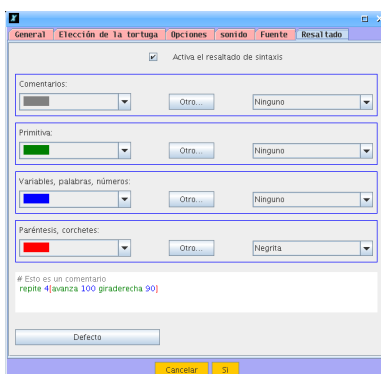 General Elección de la tortuga Opciones sonido Fuente Resaltado
Activa el resaltado de sintaxis
Comentarios:
Otro... Ninguno
Primitiva:
Otro... Ninguno
Variables, palabras, números:
Otro... Ninguno
Paréntesis, corchetes:
Otro... Negrita
# Esto es un comentario
repite 4[avanza 100 giraderecha 90]
Defecto
Cancelar Si